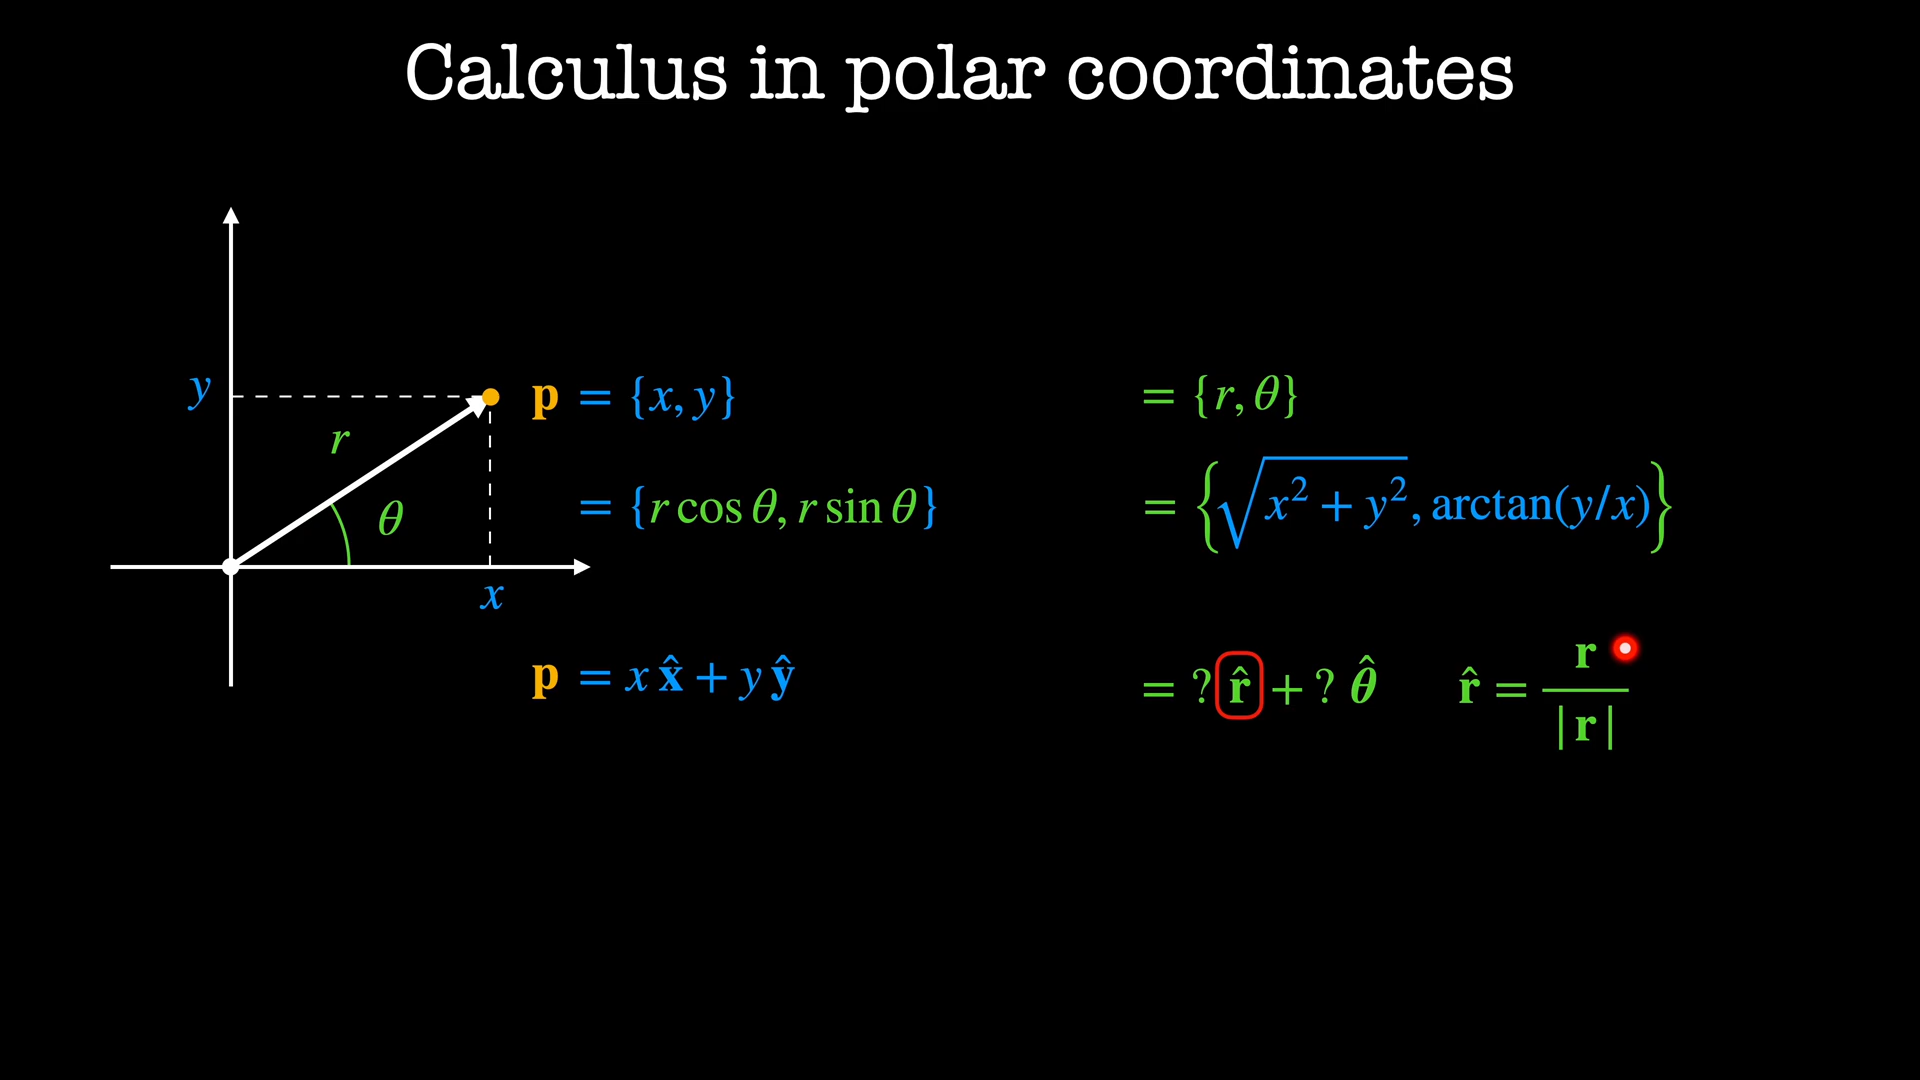 Calculus in polar coordinates
y
r
θ
x
p = {x, y}
= {r cos θ, r sin θ}
p = x x̂ + y ŷ
= {r, θ}
= {√(x² + y²), arctan(y/x)}
= ? r̂ + ? θ̂
r̂ = r / |r|